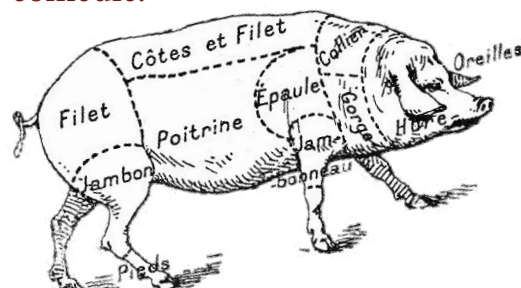 Côtes et Filet
Collier
Oreilles
Filet
Epaule
Poitrine
Gorge
Hure
Jambon
Jam-
bonneau
Pieds